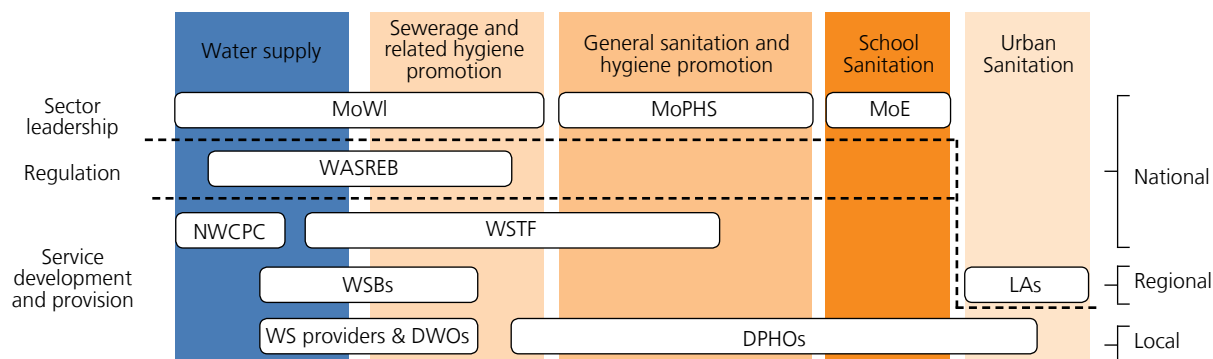 Water supply
Sewerage and
related hygiene
promotion
General sanitation and
hygiene promotion
School
Sanitation
Urban
Sanitation
Sector
leadership
MoWl
MoPHS
MoE
Regulation
WASREB
National
NWCPC
WSTF
Service
development
and provision
WSBs
LAs
Regional
WS providers & DWOs
DPHOs
Local